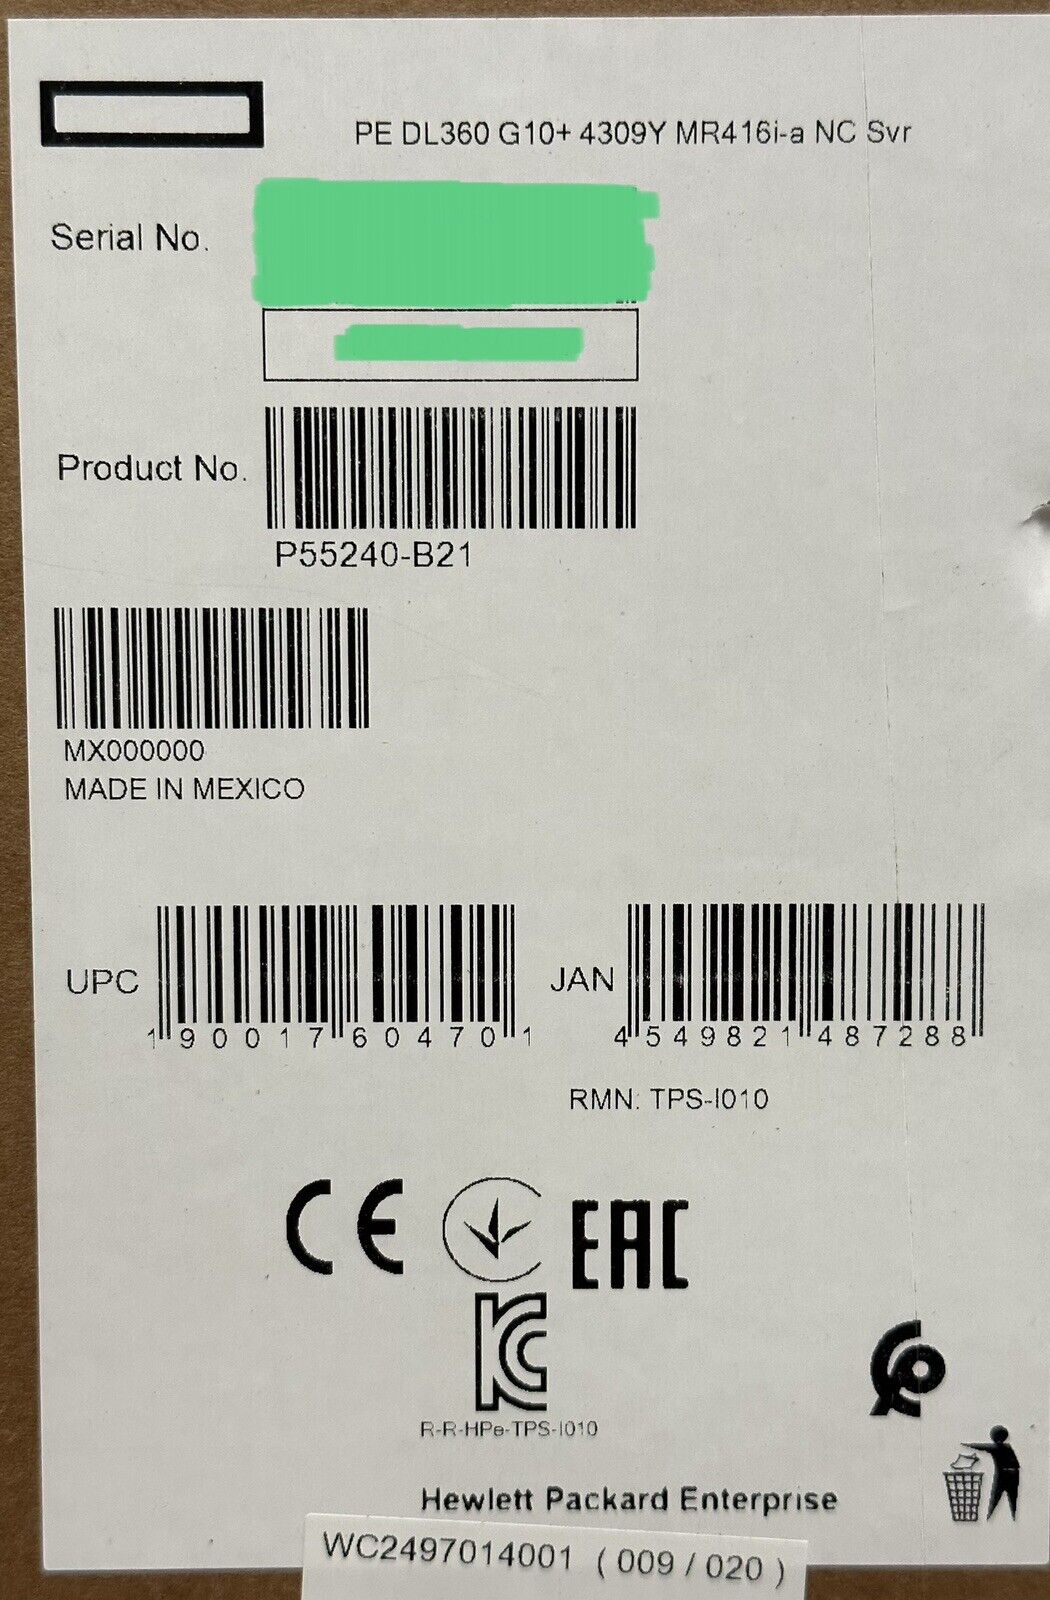 PE DL360 G10+ 4309Y MR416i-a NC Svr
Serial No.
Product No.
P55240-B21
MX000000
MADE IN MEXICO
UPC
1 90017 60470 1
JAN
4 549821 487288
RMN: TPS-I010
CE
EAC
KC
R-R-HPe-TPS-I010
Hewlett Packard Enterprise
WC2497014001 ( 009 / 020 )